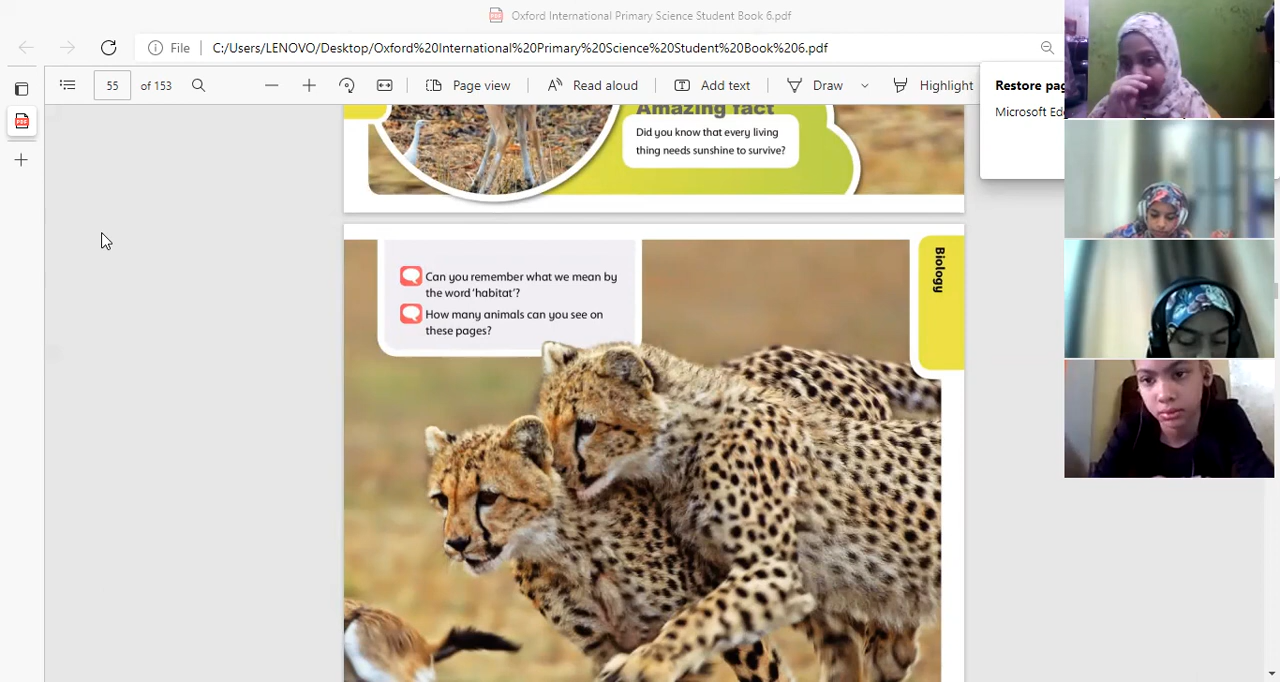 Oxford International Primary Science Student Book 6.pdf
File
C:/Users/LENOVO/Desktop/Oxford%20International%20Primary%20Science%20Student%20Book%206.pdf
55 of 153
Page view
Read aloud
Add text
Draw
Highlight
Restore pag
Microsoft Ed
Amazing fact
Did you know that every living
thing needs sunshine to survive?
Can you remember what we mean by
the word 'habitat'?
How many animals can you see on
these pages?
Biology